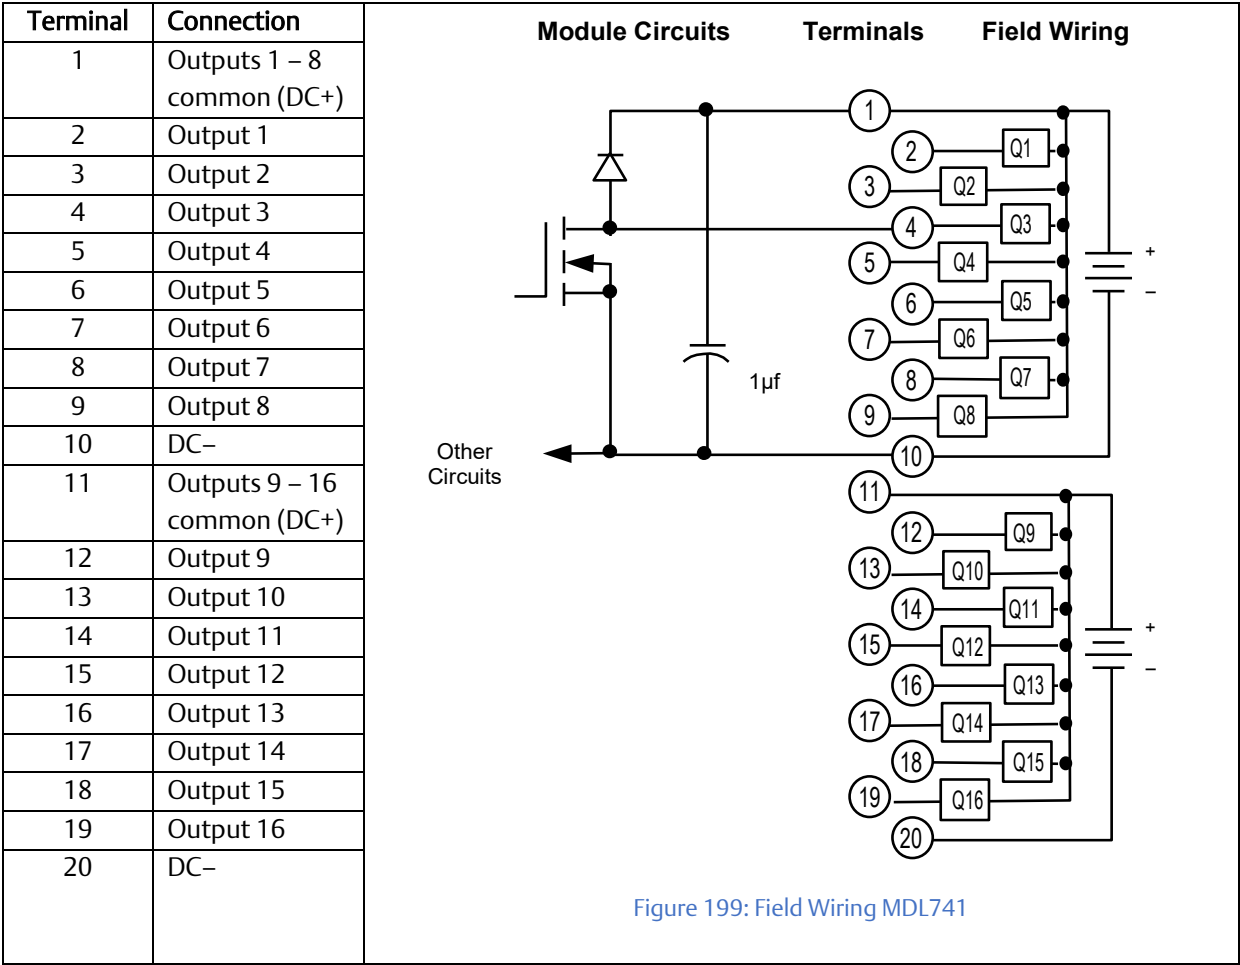 Terminal Connection
1 Outputs 1 – 8
common (DC+)
2 Output 1
3 Output 2
4 Output 3
5 Output 4
6 Output 5
7 Output 6
8 Output 7
9 Output 8
10 DC–
11 Outputs 9 – 16
common (DC+)
12 Output 9
13 Output 10
14 Output 11
15 Output 12
16 Output 13
17 Output 14
18 Output 15
19 Output 16
20 DC–
Module Circuits Terminals Field Wiring
1
2 Q1
3 Q2
4 Q3
5 Q4
+
6 Q5
–
7 Q6
8 Q7
1µf
9 Q8
Other
Circuits
10
11
12 Q9
13 Q10
14 Q11
+
15 Q12
–
16 Q13
17 Q14
18 Q15
19 Q16
20
Figure 199: Field Wiring MDL741